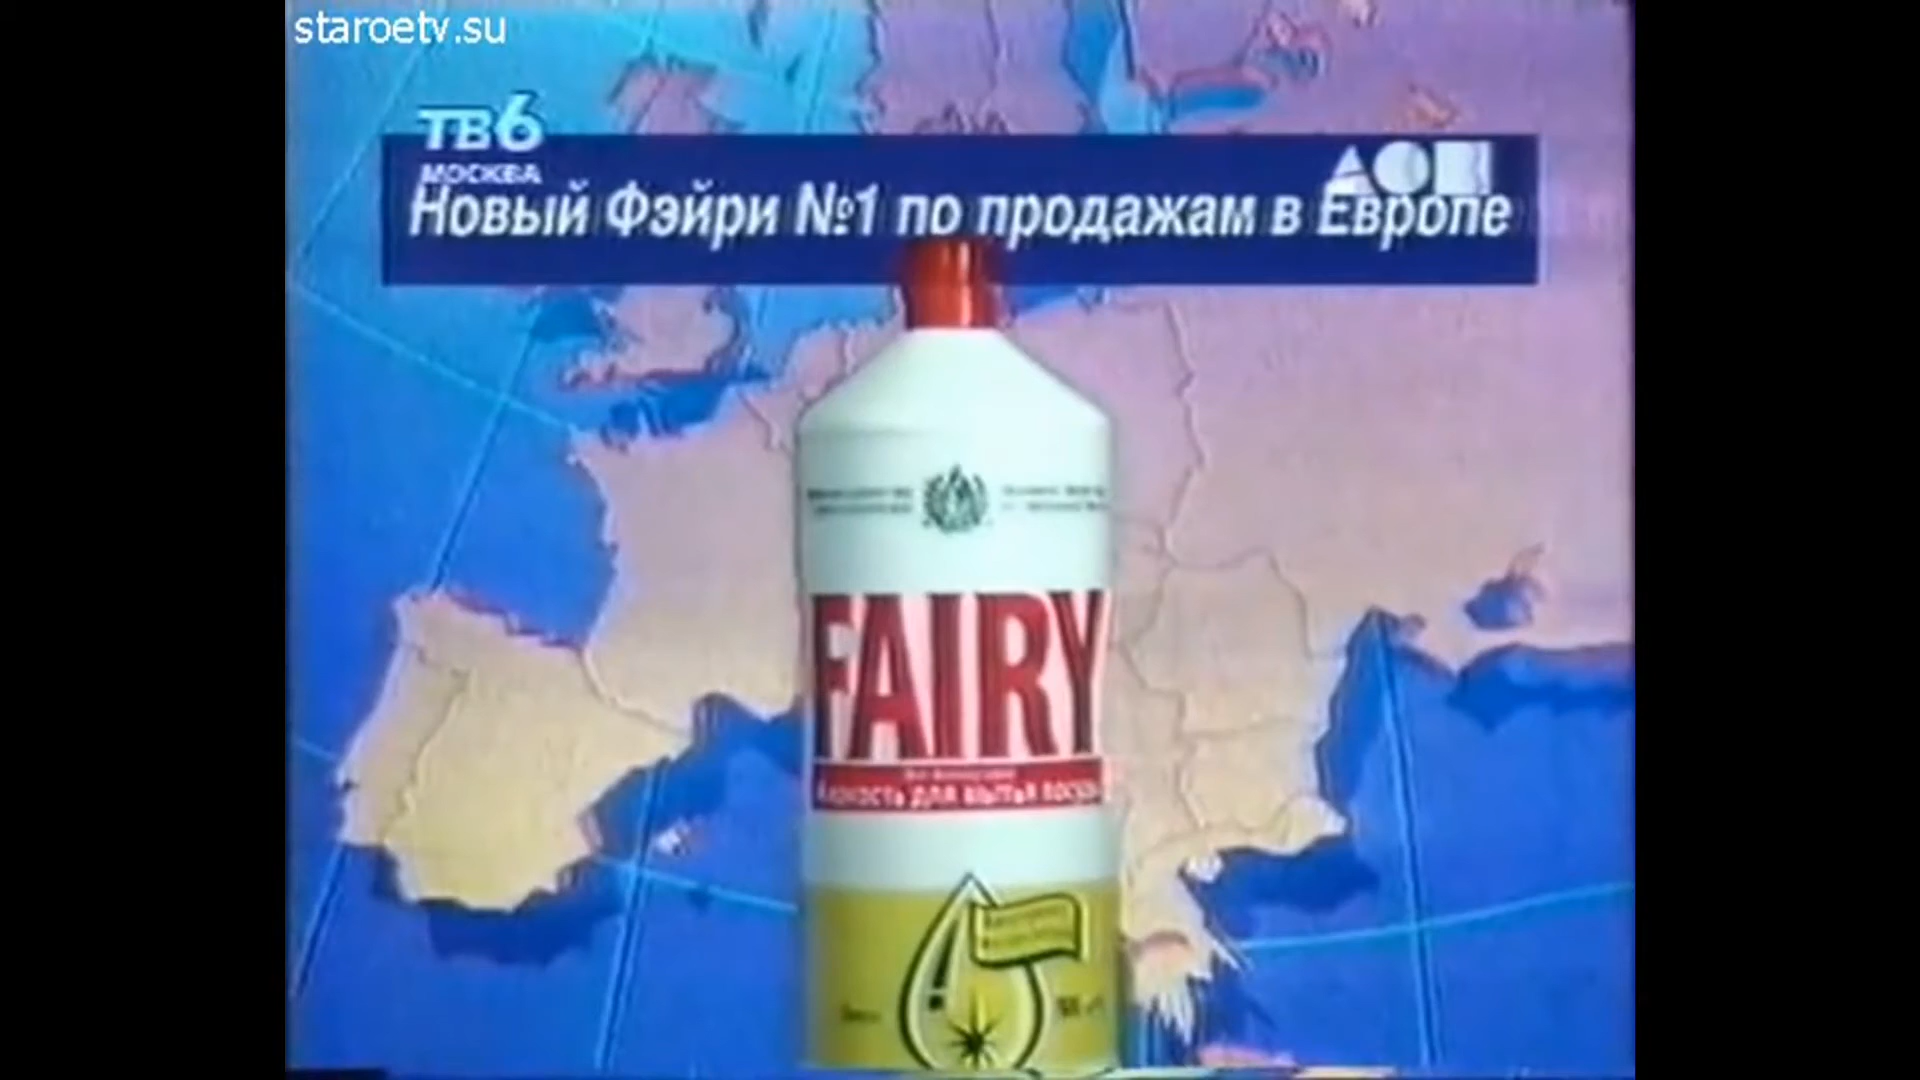 staroetv.su
ТВ6
МОСКВА
Новый Фэйри №1 по продажам в Европе
FAIRY
Жидкость для мытья посуды